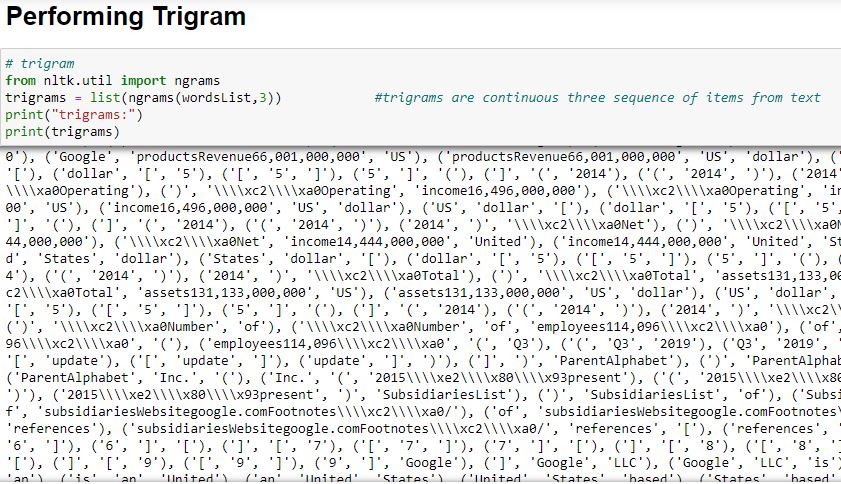 Performing Trigram
# trigram
from nltk.util import ngrams
trigrams = list(ngrams(wordsList,3))            #trigrams are continuous three sequence of items from text
print("trigrams:")
print(trigrams)
0'), ('Google', 'productsRevenue66,001,000,000', 'US'), ('productsRevenue66,001,000,000', 'US', 'dollar'), (
'['), ('dollar', '[', '5'), ('[', '5', ']'), ('5', ']', '('), (']', '(', '2014'), ('(', '2014', ')'), ('2014'
\\\\xa0Operating'), (')', '\\\\xc2\\\\xa0Operating', 'income16,496,000,000'), ('\\\\xc2\\\\xa0Operating', 'in
00', 'US'), ('income16,496,000,000', 'US', 'dollar'), ('US', 'dollar', '['), ('dollar', '[', '5'), ('[', '5',
']', '('), (']', '(', '2014'), ('(', '2014', ')'), ('2014', ')', '\\\\xc2\\\\xa0Net'), (')', '\\\\xc2\\\\xa0N
44,000,000'), ('\\\\xc2\\\\xa0Net', 'income14,444,000,000', 'United'), ('income14,444,000,000', 'United', 'St
d', 'States', 'dollar'), ('States', 'dollar', '['), ('dollar', '[', '5'), ('[', '5', ']'), ('5', ']', '('), (
4'), ('(', '2014', ')'), ('2014', ')', '\\\\xc2\\\\xa0Total'), (')', '\\\\xc2\\\\xa0Total', 'assets131,133,00
c2\\\\xa0Total', 'assets131,133,000,000', 'US'), ('assets131,133,000,000', 'US', 'dollar'), ('US', 'dollar',
'[', '5'), ('[', '5', ']'), ('5', ']', '('), (']', '(', '2014'), ('(', '2014', ')'), ('2014', ')', '\\\\xc2\\
(')', '\\\\xc2\\\\xa0Number', 'of'), ('\\\\xc2\\\\xa0Number', 'of', 'employees114,096\\\\xc2\\\\xa0'), ('of',
96\\\\xc2\\\\xa0', '('), ('employees114,096\\\\xc2\\\\xa0', '(', 'Q3'), ('(', 'Q3', '2019'), ('Q3', '2019',
'[', 'update'), ('[', 'update', ']'), ('update', ']', ')'), (']', ')', 'ParentAlphabet'), (')', 'ParentAlphab
('ParentAlphabet', 'Inc.', '('), ('Inc.', '(', '2015\\\\xe2\\\\x80\\\\x93present'), ('(', '2015\\\\xe2\\\\x80
')'), ('2015\\\\xe2\\\\x80\\\\x93present', ')', 'SubsidiariesList'), (')', 'SubsidiariesList', 'of'), ('Subsi
f', 'subsidiariesWebsitegoogle.comFootnotes\\\\xc2\\\\xa0/'), ('of', 'subsidiariesWebsitegoogle.comFootnotes\
'references'), ('subsidiariesWebsitegoogle.comFootnotes\\\\xc2\\\\xa0/', 'references', '['), ('references', '
'6', ']'), ('6', ']', '['), (']', '[', '7'), ('[', '7', ']'), ('7', ']', '['), (']', '[', '8'), ('[', '8', ']
'['), (']', '[', '9'), ('[', '9', ']'), ('9', ']', 'Google'), (']', 'Google', 'LLC'), ('Google', 'LLC', 'is')
'an'), ('is', 'an', 'United'), ('an', 'United', 'States'), ('United', 'States', 'based'), ('States', 'based',